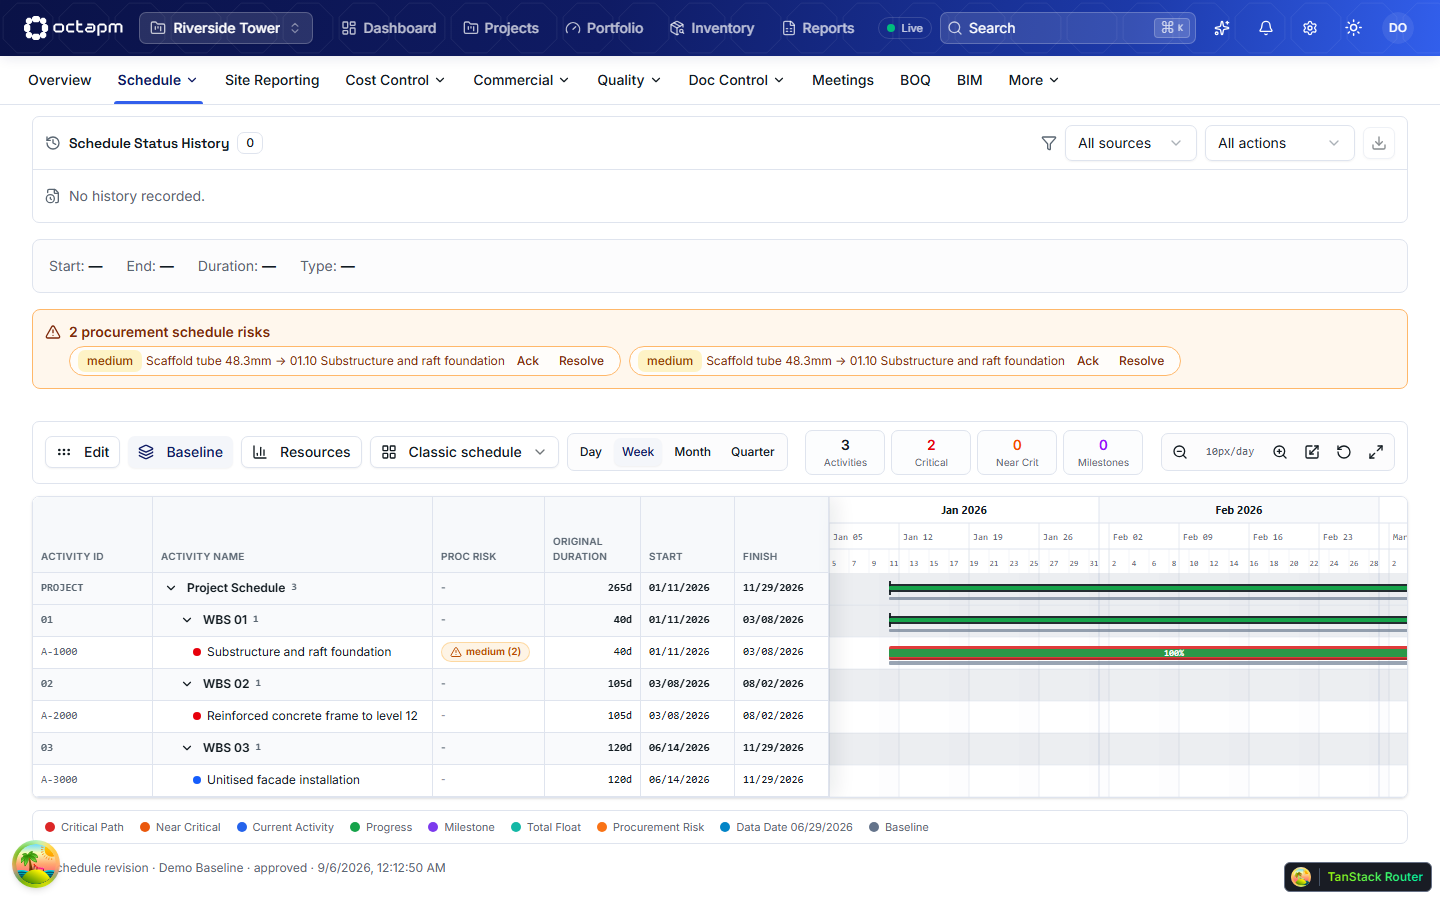 octapm
Riverside Tower
Dashboard
Projects
Portfolio
Inventory
Reports
Live
Search
⌘ K
DO
Overview
Schedule
Site Reporting
Cost Control
Commercial
Quality
Doc Control
Meetings
BOQ
BIM
More
Schedule Status History 0
All sources
All actions
No history recorded.
Start: — End: — Duration: — Type: —
2 procurement schedule risks
medium Scaffold tube 48.3mm → 01.10 Substructure and raft foundation Ack Resolve
medium Scaffold tube 48.3mm → 01.10 Substructure and raft foundation Ack Resolve
Edit
Baseline
Resources
Classic schedule
Day Week Month Quarter
3 Activities
2 Critical
0 Near Crit
0 Milestones
10px/day
ACTIVITY ID ACTIVITY NAME PROC RISK ORIGINAL DURATION START FINISH
Jan 2026 Feb 2026
Jan 05 Jan 12 Jan 19 Jan 26 Feb 02 Feb 09 Feb 16 Feb 23 Mar
5 7 9 11 13 15 17 19 21 23 25 27 29 31 2 4 6 8 10 12 14 16 18 20 22 24 26 28 2
PROJECT Project Schedule 3 - 265d 01/11/2026 11/29/2026
01 WBS 01 1 - 40d 01/11/2026 03/08/2026
A-1000 Substructure and raft foundation medium (2) 40d 01/11/2026 03/08/2026 100%
02 WBS 02 1 - 105d 03/08/2026 08/02/2026
A-2000 Reinforced concrete frame to level 12 - 105d 03/08/2026 08/02/2026
03 WBS 03 1 - 120d 06/14/2026 11/29/2026
A-3000 Unitised facade installation - 120d 06/14/2026 11/29/2026
Critical Path Near Critical Current Activity Progress Milestone Total Float Procurement Risk Data Date 06/29/2026 Baseline
chedule revision · Demo Baseline · approved · 9/6/2026, 12:12:50 AM
TanStack Router